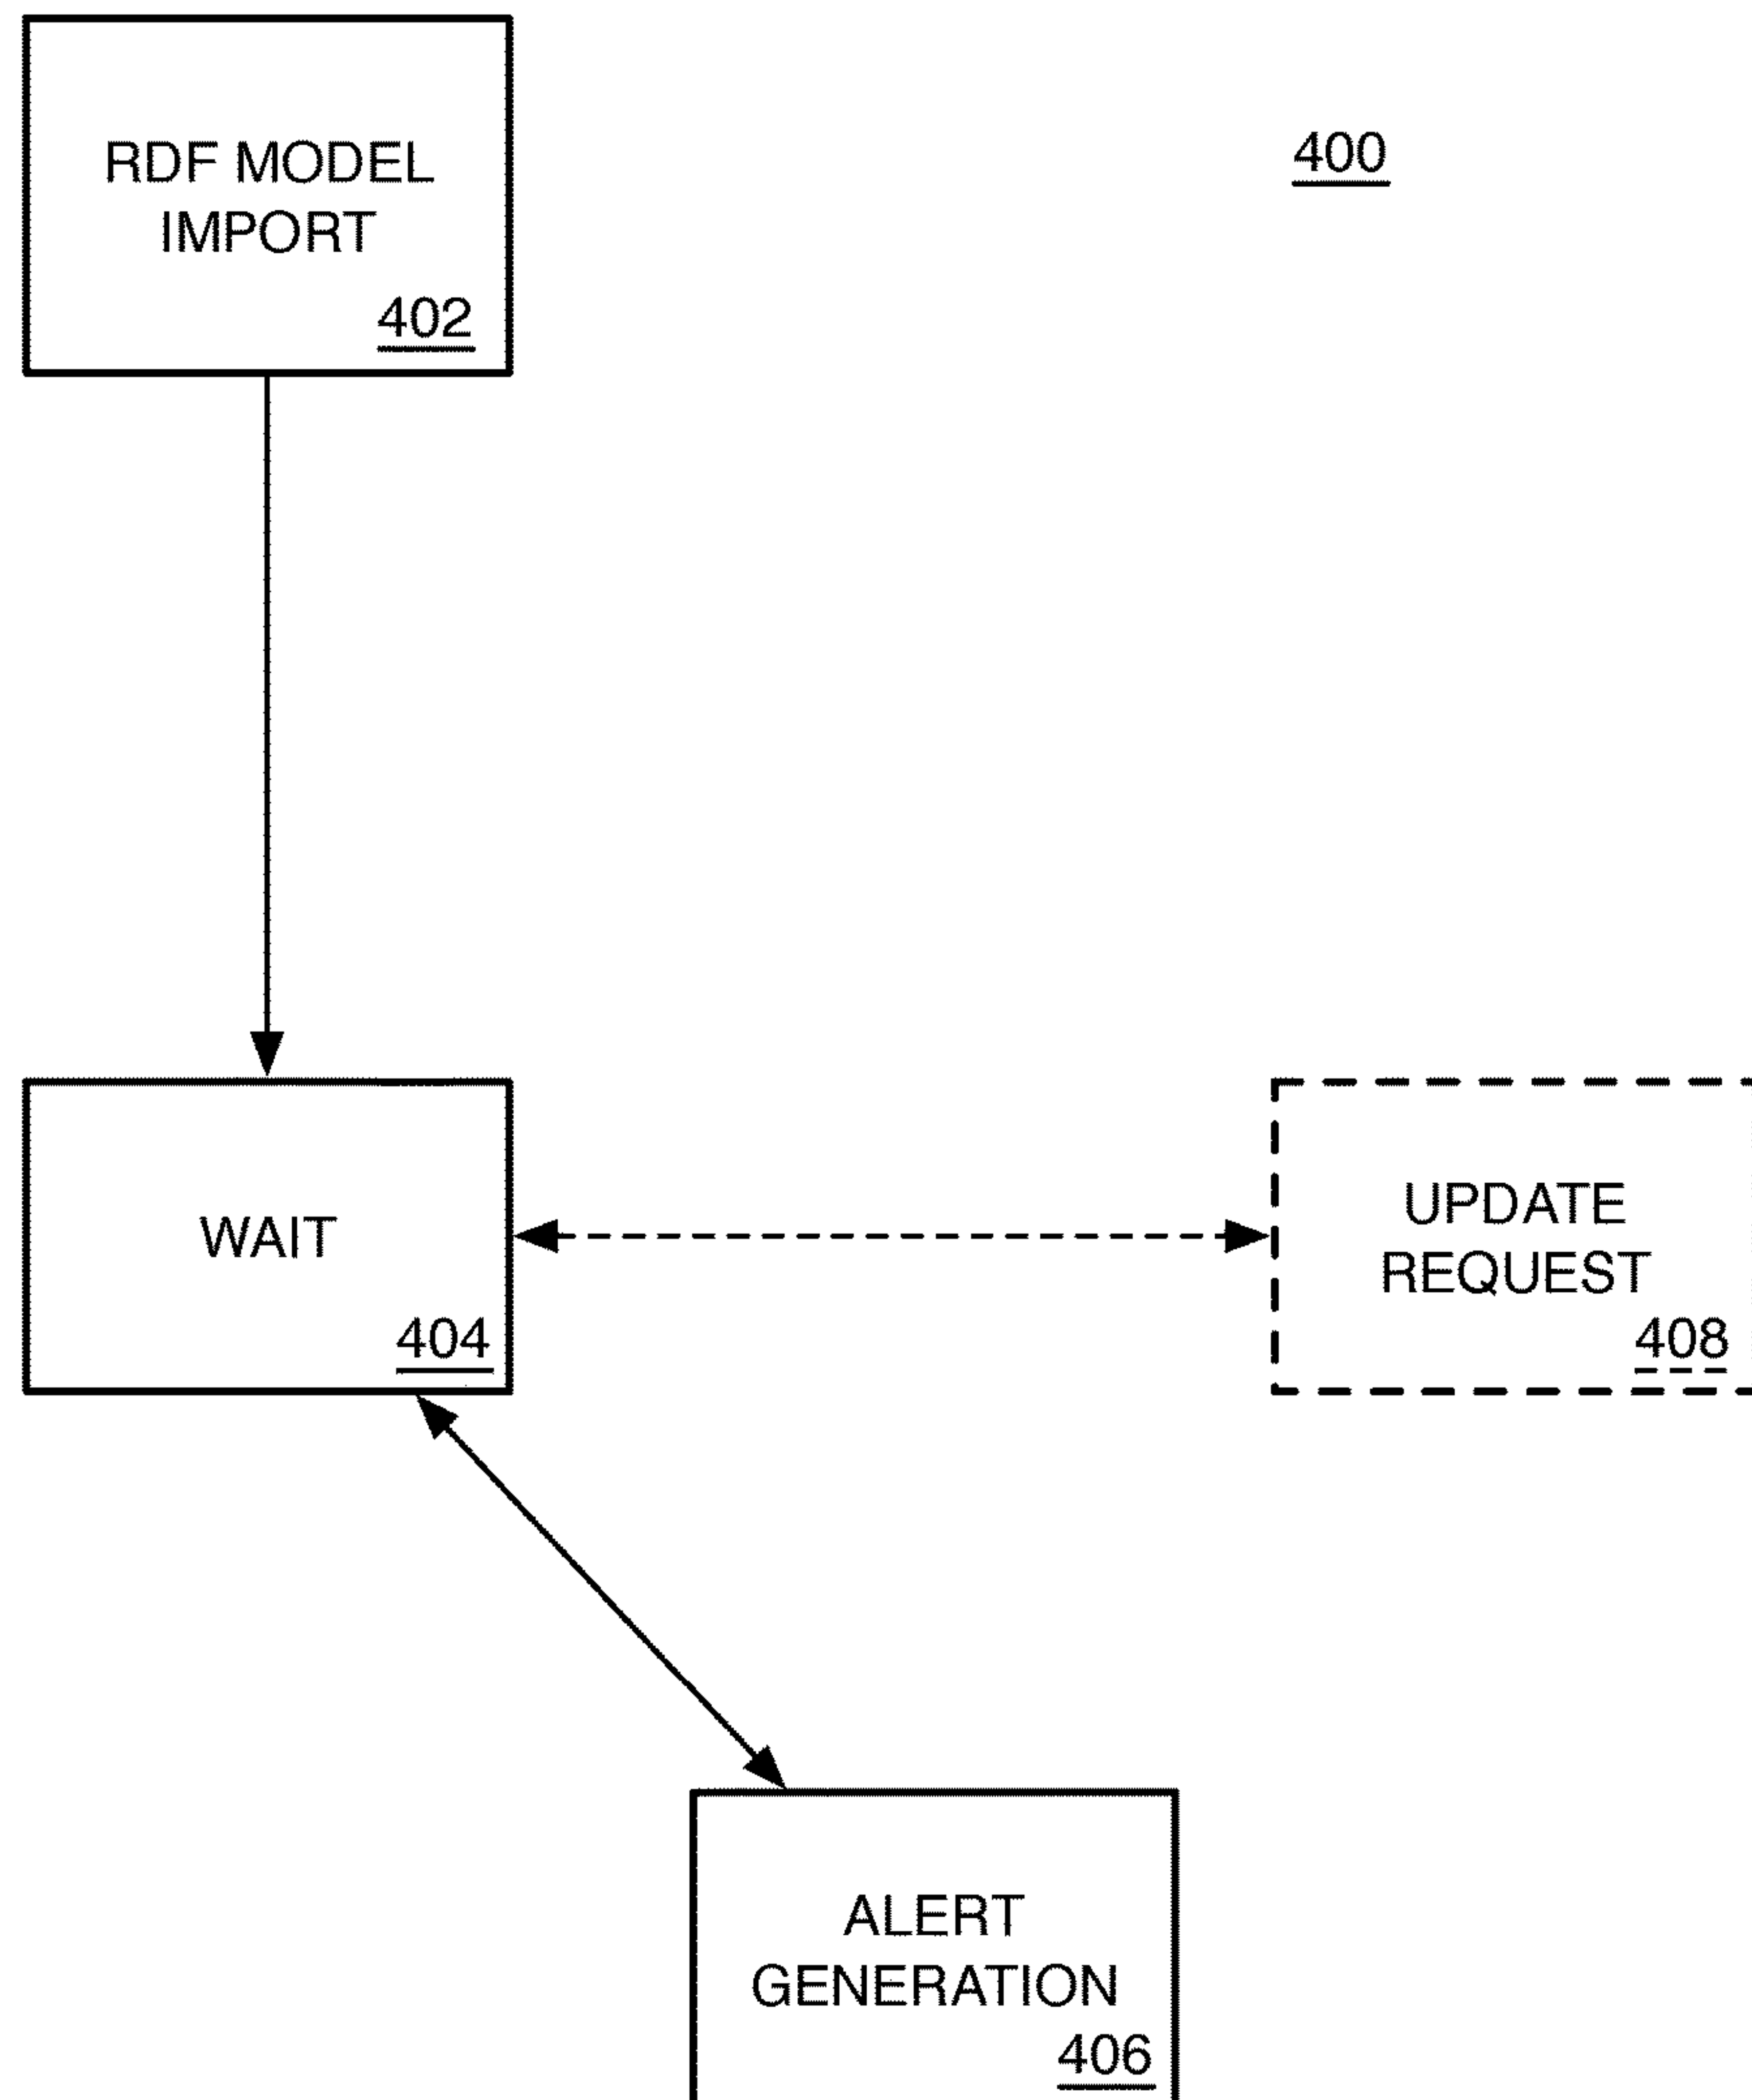 RDF MODEL
IMPORT
402
400
WAIT
404
UPDATE
REQUEST
408
ALERT
GENERATION
406